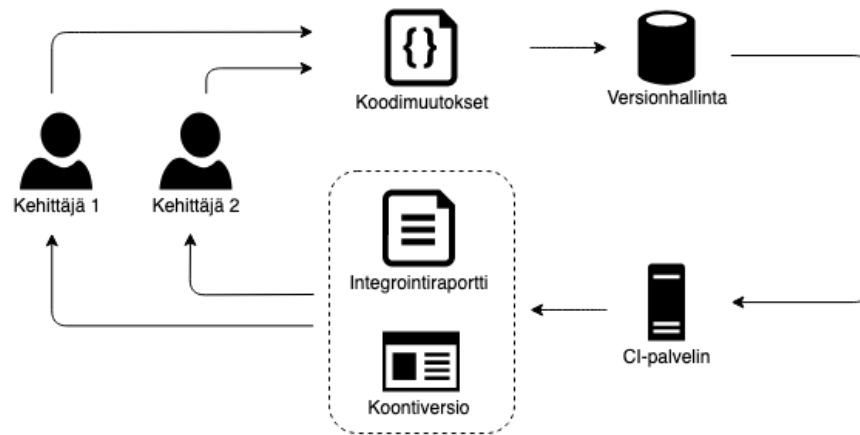 Koodimuutokset
Versionhallinta
Kehittäjä 1
Kehittäjä 2
Integrointiraportti
CI-palvelin
Koontiversio